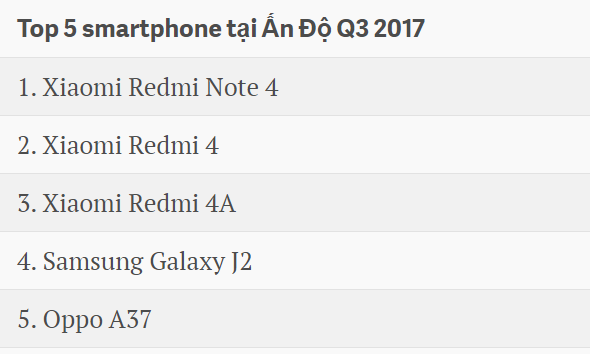 Top 5 smartphone tại Ấn Độ Q3 2017
1. Xiaomi Redmi Note 4
2. Xiaomi Redmi 4
3. Xiaomi Redmi 4A
4. Samsung Galaxy J2
5. Oppo A37